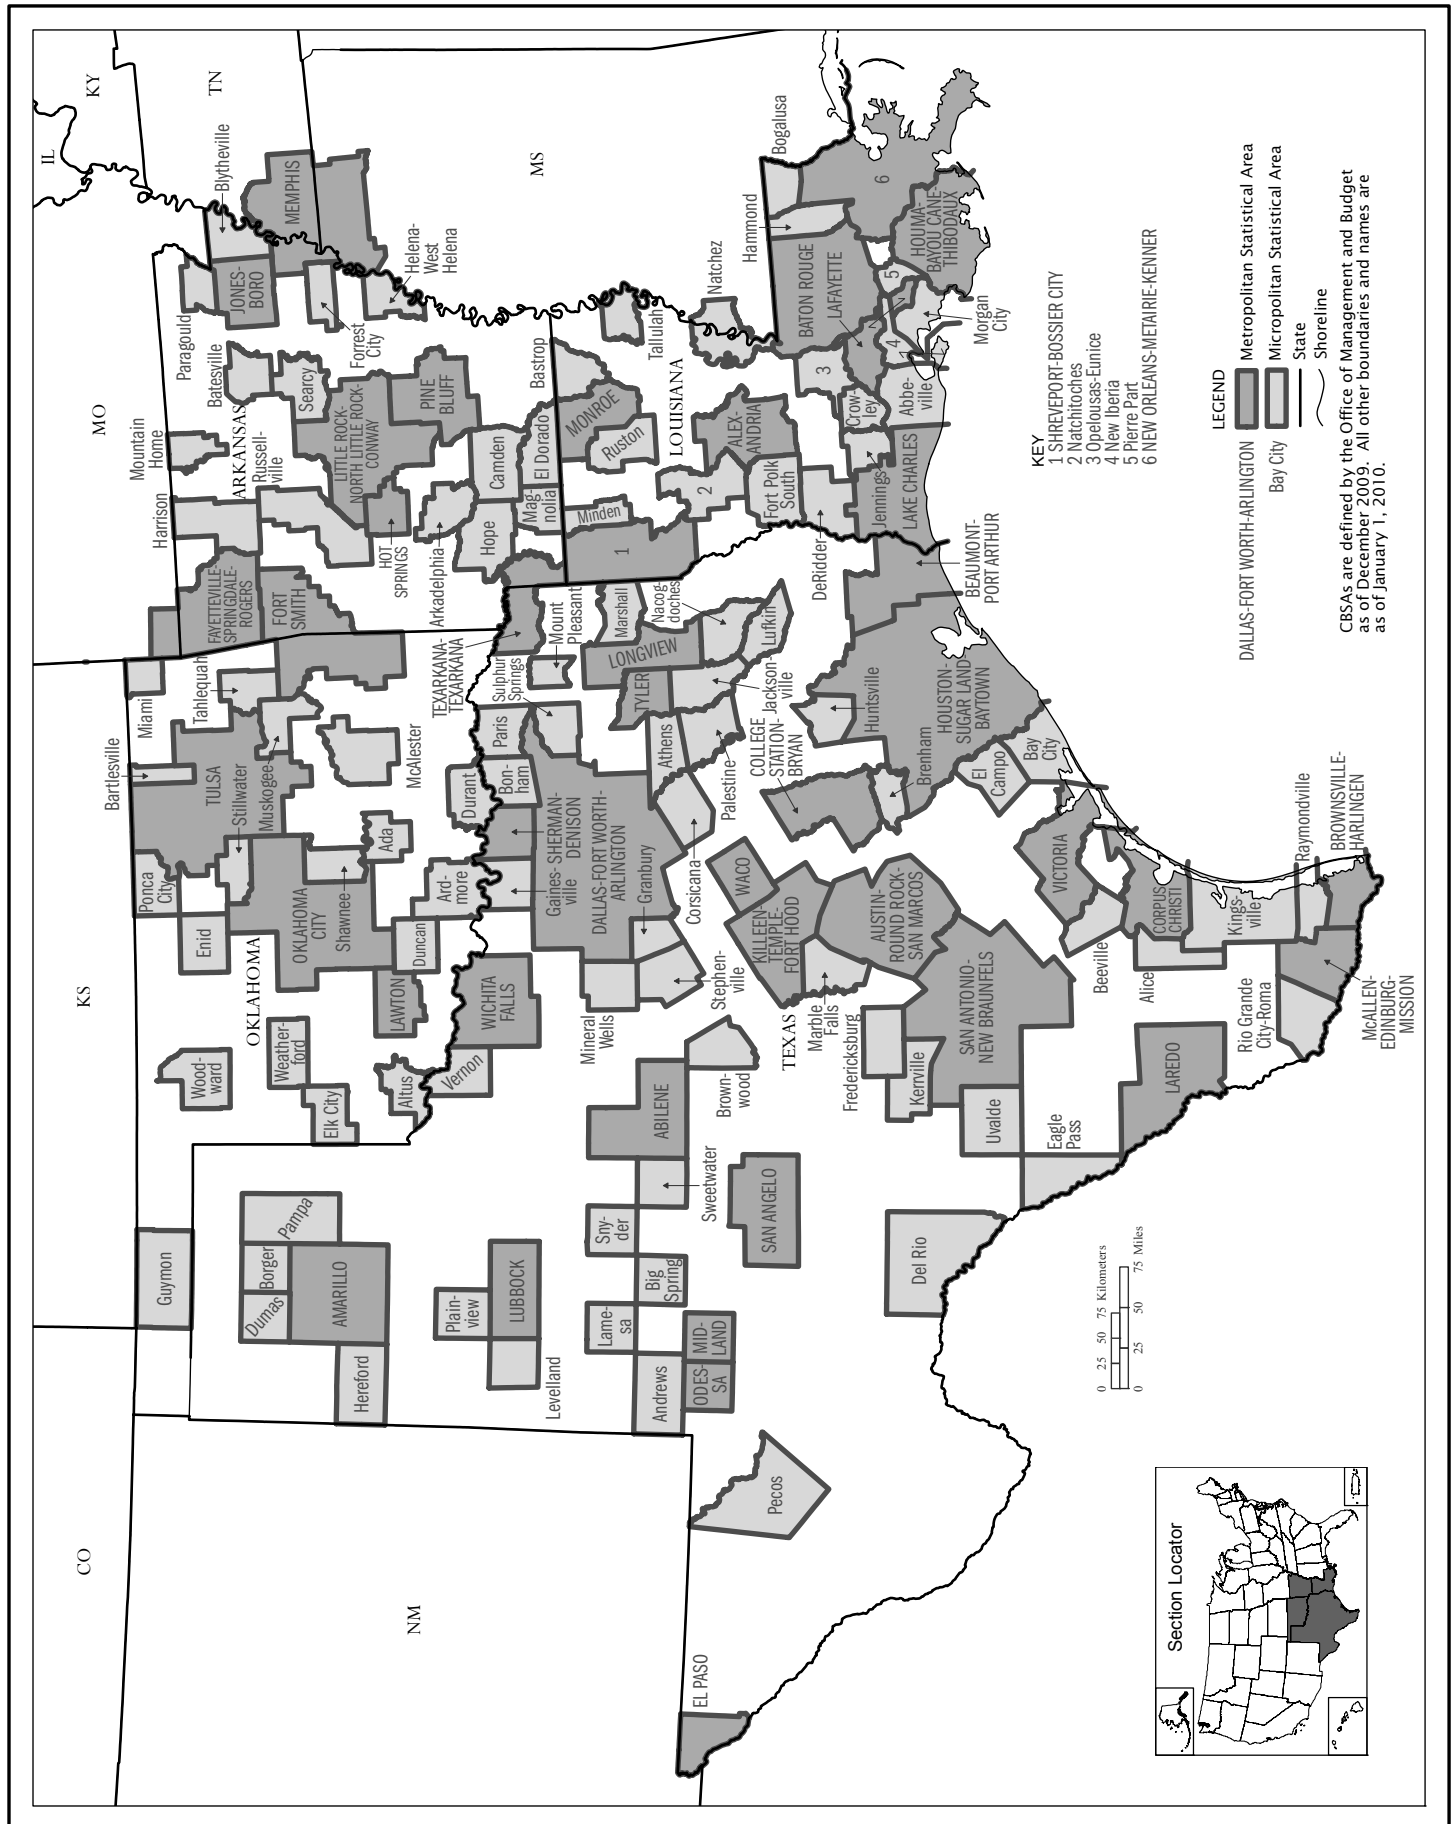 CO
KS
MO
IL
KY
TN
MS
NM
OKLAHOMA
ARKANSAS
TEXAS
LOUISIANA
Guymon
Dumas
Borger
Pampa
AMARILLO
Hereford
Plain-
view
LUBBOCK
Levelland
Lame-
sa
Sny-
der
Andrews
Big
Spring
Sweetwater
ABILENE
ODES-
SA
MID-
LAND
SAN ANGELO
Pecos
EL PASO
Del Rio
Eagle
Pass
Uvalde
Kerrville
Fredericksburg
LAREDO
Wood-
ward
Weather-
ford
Elk City
Altus
Vernon
LAWTON
WICHITA
FALLS
Enid
Ponca
City
Bartlesville
Miami
TULSA
Stillwater
Muskogee
Tahlequah
OKLAHOMA
CITY
Shawnee
Ada
McAlester
Duncan
Ard-
more
Durant
Gaines-
ville
SHERMAN-
DENISON
Bon-
ham
Paris
Sulphur
Springs
Mount
Pleasant
TEXARKANA-
TEXARKANA
DALLAS-FORT WORTH-
ARLINGTON
Granbury
Mineral
Wells
Stephen-
ville
Brown-
wood
Corsicana
Athens
TYLER
LONGVIEW
Marshall
Nacog-
doches
Lufkin
Jackson-
ville
Palestine
WACO
KILLEEN-
TEMPLE-
FORT HOOD
Marble
Falls
AUSTIN-
ROUND ROCK-
SAN MARCOS
SAN ANTONIO-
NEW BRAUNFELS
COLLEGE
STATION-
BRYAN
Huntsville
Brenham
HOUSTON-
SUGAR LAND-
BAYTOWN
BEAUMONT-
PORT ARTHUR
El
Campo
Bay
City
VICTORIA
Beeville
Alice
CORPUS
CHRISTI
Kings-
ville
Raymondville
BROWNSVILLE-
HARLINGEN
McALLEN-
EDINBURG-
MISSION
Rio Grande
City-Roma
Harrison
Mountain
Home
Paragould
Batesville
JONES-
BORO
Blytheville
MEMPHIS
FAYETTEVILLE-
SPRINGDALE-
ROGERS
FORT
SMITH
Russell-
ville
Searcy
Forrest
City
Helena-
West
Helena
LITTLE ROCK-
NORTH LITTLE ROCK-
CONWAY
HOT
SPRINGS
PINE
BLUFF
Arkadelphia
Hope
Camden
Mag-
nolia
El Dorado
1
Minden
Ruston
MONROE
Bastrop
Tallulah
Natchez
2
ALEX-
ANDRIA
Fort Polk
South
DeRidder
LAKE CHARLES
Jennings
Crow-
ley
Abbe-
ville
3
LAFAYETTE
BATON ROUGE
Hammond
Bogalusa
6
5
4
1
2
Morgan
City
HOUMA-
BAYOU CANE-
THIBODAUX
KEY
1 SHREVEPORT-BOSSIER CITY
2 Natchitoches
3 Opelousas-Eunice
4 New Iberia
5 Pierre Part
6 NEW ORLEANS-METAIRIE-KENNER
LEGEND
DALLAS-FORT WORTH-ARLINGTON Metropolitan Statistical Area
Bay City Micropolitan Statistical Area
State
Shoreline
CBSAs are defined by the Office of Management and Budget
as of December 2009. All other boundaries and names are
as of January 1, 2010.
0 25 50 75 Kilometers
0 25 50 75 Miles
Section Locator